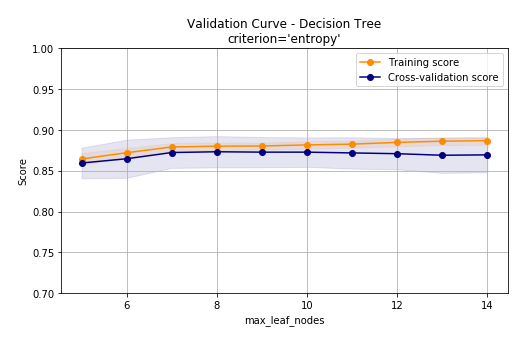 Validation Curve - Decision Tree
criterion='entropy'
Training score
Cross-validation score
1.00
0.95
0.90
0.85
0.80
0.75
0.70
Score
6 8 10 12 14
max_leaf_nodes